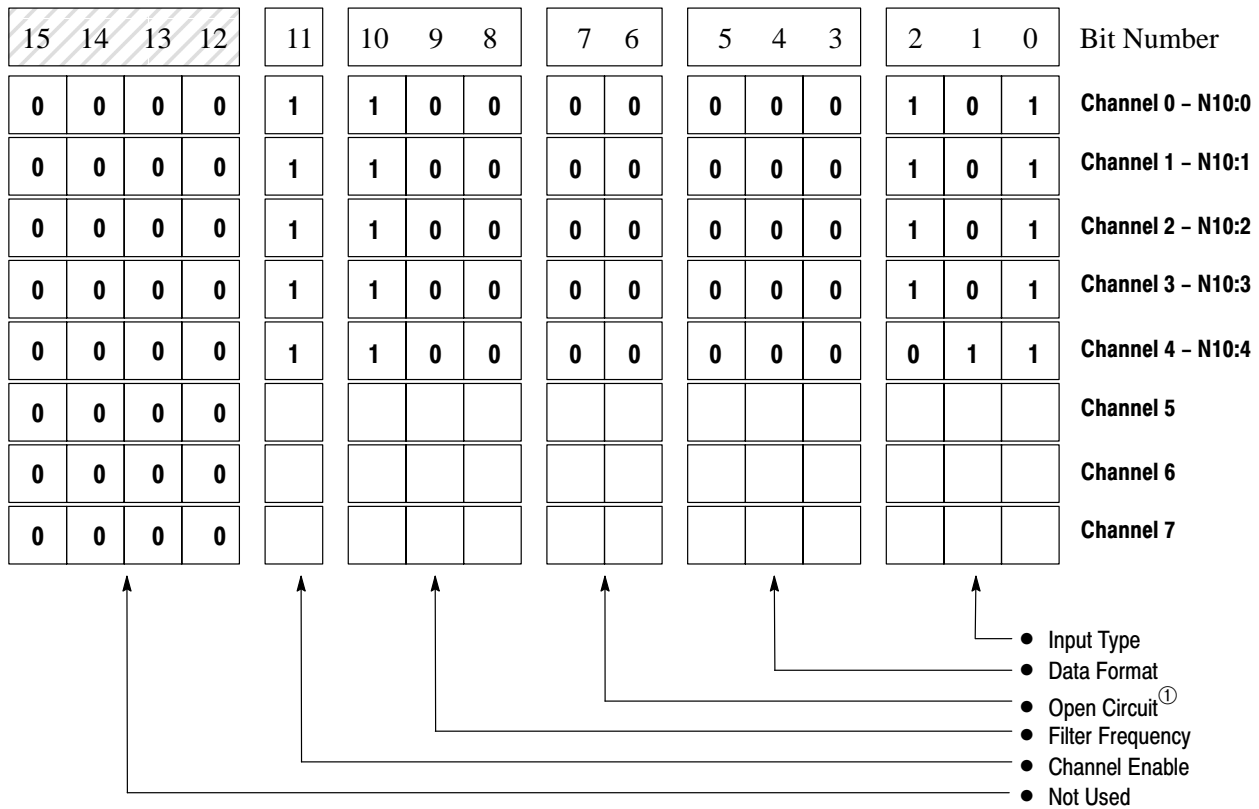 15 14 13 12 11 10 9 8 7 6 5 4 3 2 1 0 Bit Number
0 0 0 0 1 1 0 0 0 0 0 0 0 1 0 1 Channel 0 – N10:0
0 0 0 0 1 1 0 0 0 0 0 0 0 1 0 1 Channel 1 – N10:1
0 0 0 0 1 1 0 0 0 0 0 0 0 1 0 1 Channel 2 – N10:2
0 0 0 0 1 1 0 0 0 0 0 0 0 1 0 1 Channel 3 – N10:3
0 0 0 0 1 1 0 0 0 0 0 0 0 0 1 1 Channel 4 – N10:4
0 0 0 0 Channel 5
0 0 0 0 Channel 6
0 0 0 0 Channel 7
● Input Type
● Data Format
● Open Circuit①
● Filter Frequency
● Channel Enable
● Not Used